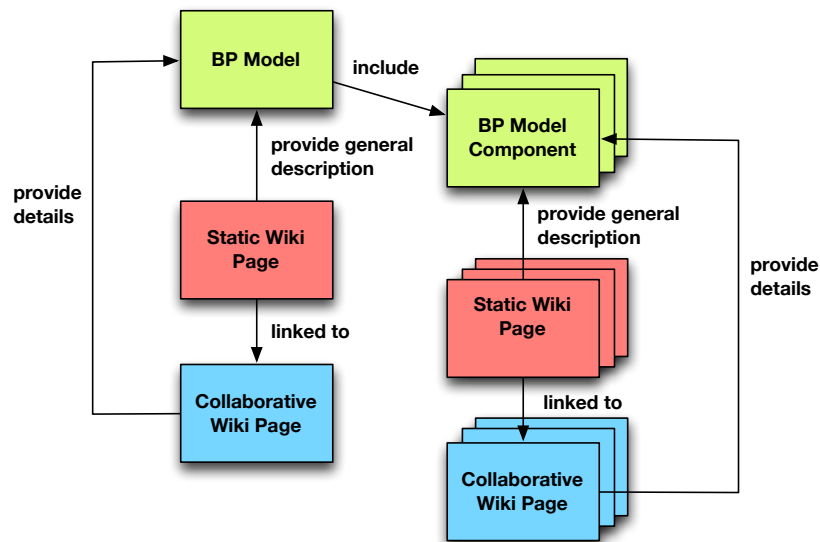 BP Model
include
BP Model
Component
provide general
description
provide
details
Static Wiki
Page
provide general
description
provide
details
Static Wiki
Page
linked to
Collaborative
Wiki Page
linked to
Collaborative
Wiki Page